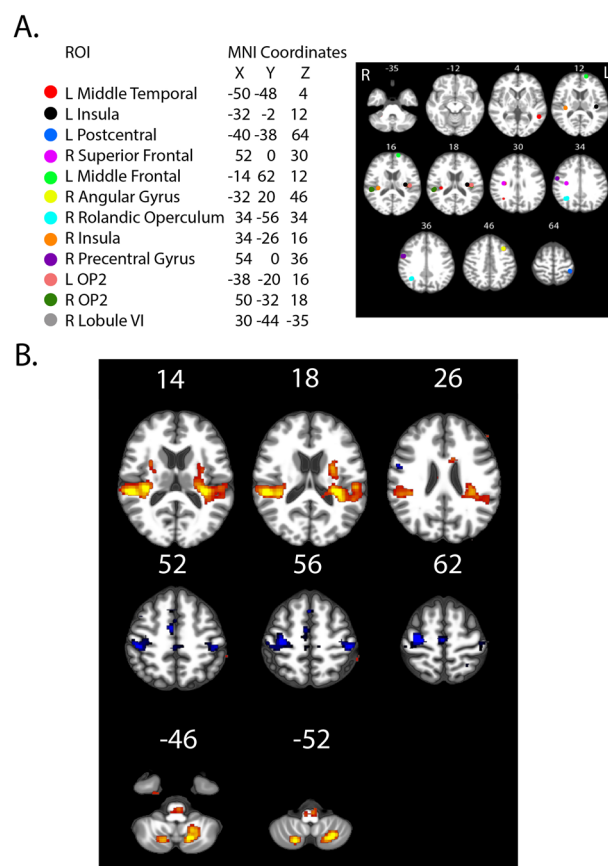 A.
ROI MNI Coordinates
X Y Z
L Middle Temporal -50 -48 4
L Insula -32 -2 12
L Postcentral -40 -38 64
R Superior Frontal 52 0 30
L Middle Frontal -14 62 12
R Angular Gyrus -32 20 46
R Rolandic Operculum 34 -56 34
R Insula 34 -26 16
R Precentral Gyrus 54 0 36
L OP2 -38 -20 16
R OP2 50 -32 18
R Lobule VI 30 -44 -35
R L
-35 -12 4 12
16 18 30 34
36 46 64
B.
14 18 26
52 56 62
-46 -52